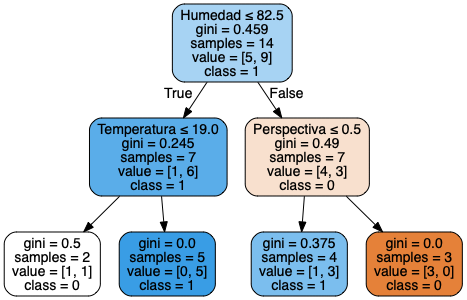 Humedad ≤ 82.5
gini = 0.459
samples = 14
value = [5, 9]
class = 1
True
False
Temperatura ≤ 19.0
gini = 0.245
samples = 7
value = [1, 6]
class = 1
Perspectiva ≤ 0.5
gini = 0.49
samples = 7
value = [4, 3]
class = 0
gini = 0.5
samples = 2
value = [1, 1]
class = 0
gini = 0.0
samples = 5
value = [0, 5]
class = 1
gini = 0.375
samples = 4
value = [1, 3]
class = 1
gini = 0.0
samples = 3
value = [3, 0]
class = 0